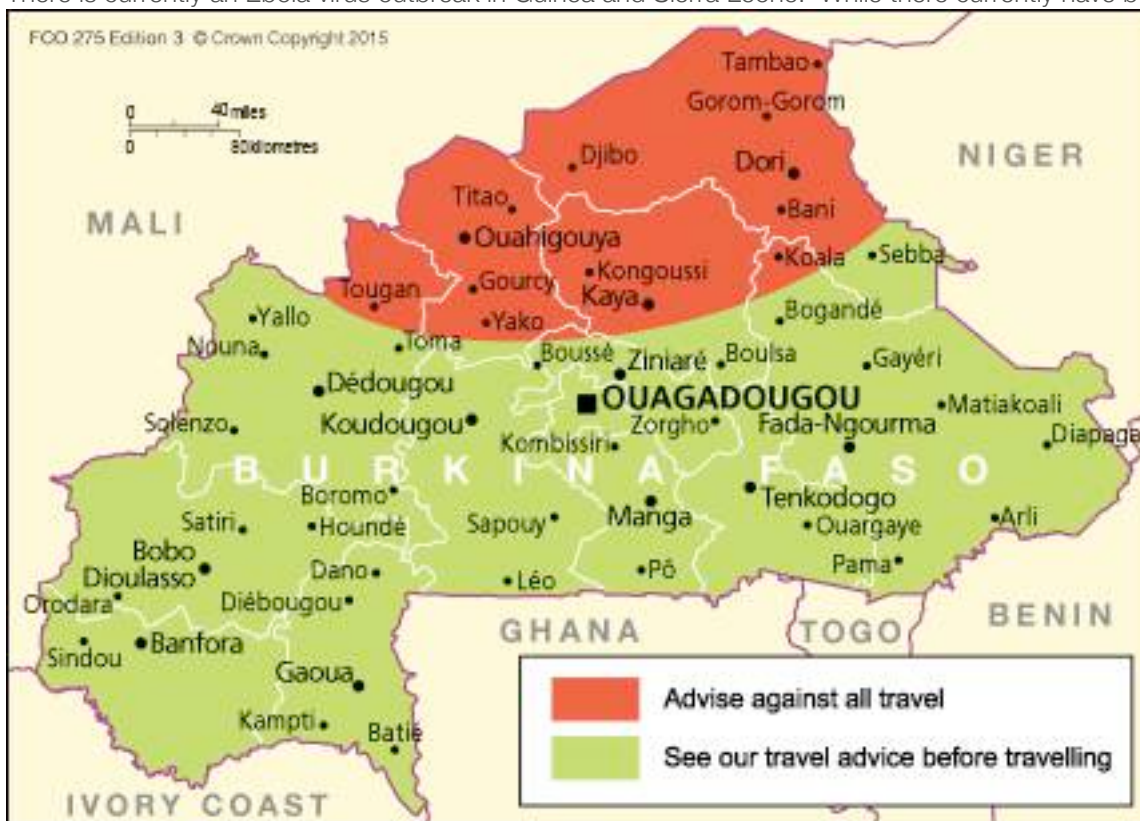 There is currently an Ebola virus outbreak in Guinea and Sierra Leone. While there currently have b
FCO 275 Edition 3 © Crown Copyright 2015
0 40 miles
0 80 kilometres
Tambao
Gorom-Gorom
Djibo
Dori
NIGER
Titao
Bani
MALI
Ouahigouya
Koala
Sebba
Gourcy
Kongoussi
Tougan
Kaya
Yallo
Yako
Bogandé
Nouna
Toma
Boussé
Ziniaré
Boulsa
Gayéri
Dédougou
OUAGADOUGOU
Matiakoali
Solenzo
Koudougou
Zorgho
Fada-Ngourma
Diapaga
Kombissiri
BURKINA FASO
Boromo
Tenkodogo
Satiri
Houndé
Sapouy
Manga
Ouargaye
Arli
Bobo
Dioulasso
Dano
Léo
Pô
Pama
Orodara
Diébougou
BENIN
GHANA
TOGO
Sindou
Banfora
Gaoua
Advise against all travel
Kampti
Batié
See our travel advice before travelling
IVORY COAST